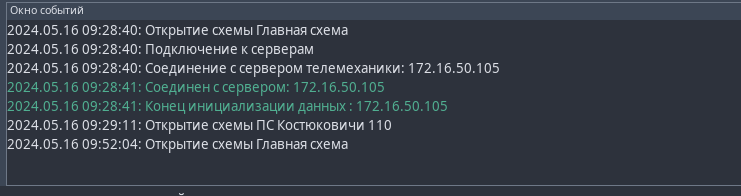 Окно событий
2024.05.16 09:28:40: Открытие схемы Главная схема
2024.05.16 09:28:40: Подключение к серверам
2024.05.16 09:28:40: Соединение с сервером телемеханики: 172.16.50.105
2024.05.16 09:28:41: Соединен с сервером: 172.16.50.105
2024.05.16 09:28:41: Конец инициализации данных : 172.16.50.105
2024.05.16 09:29:11: Открытие схемы ПС Костюковичи 110
2024.05.16 09:52:04: Открытие схемы Главная схема